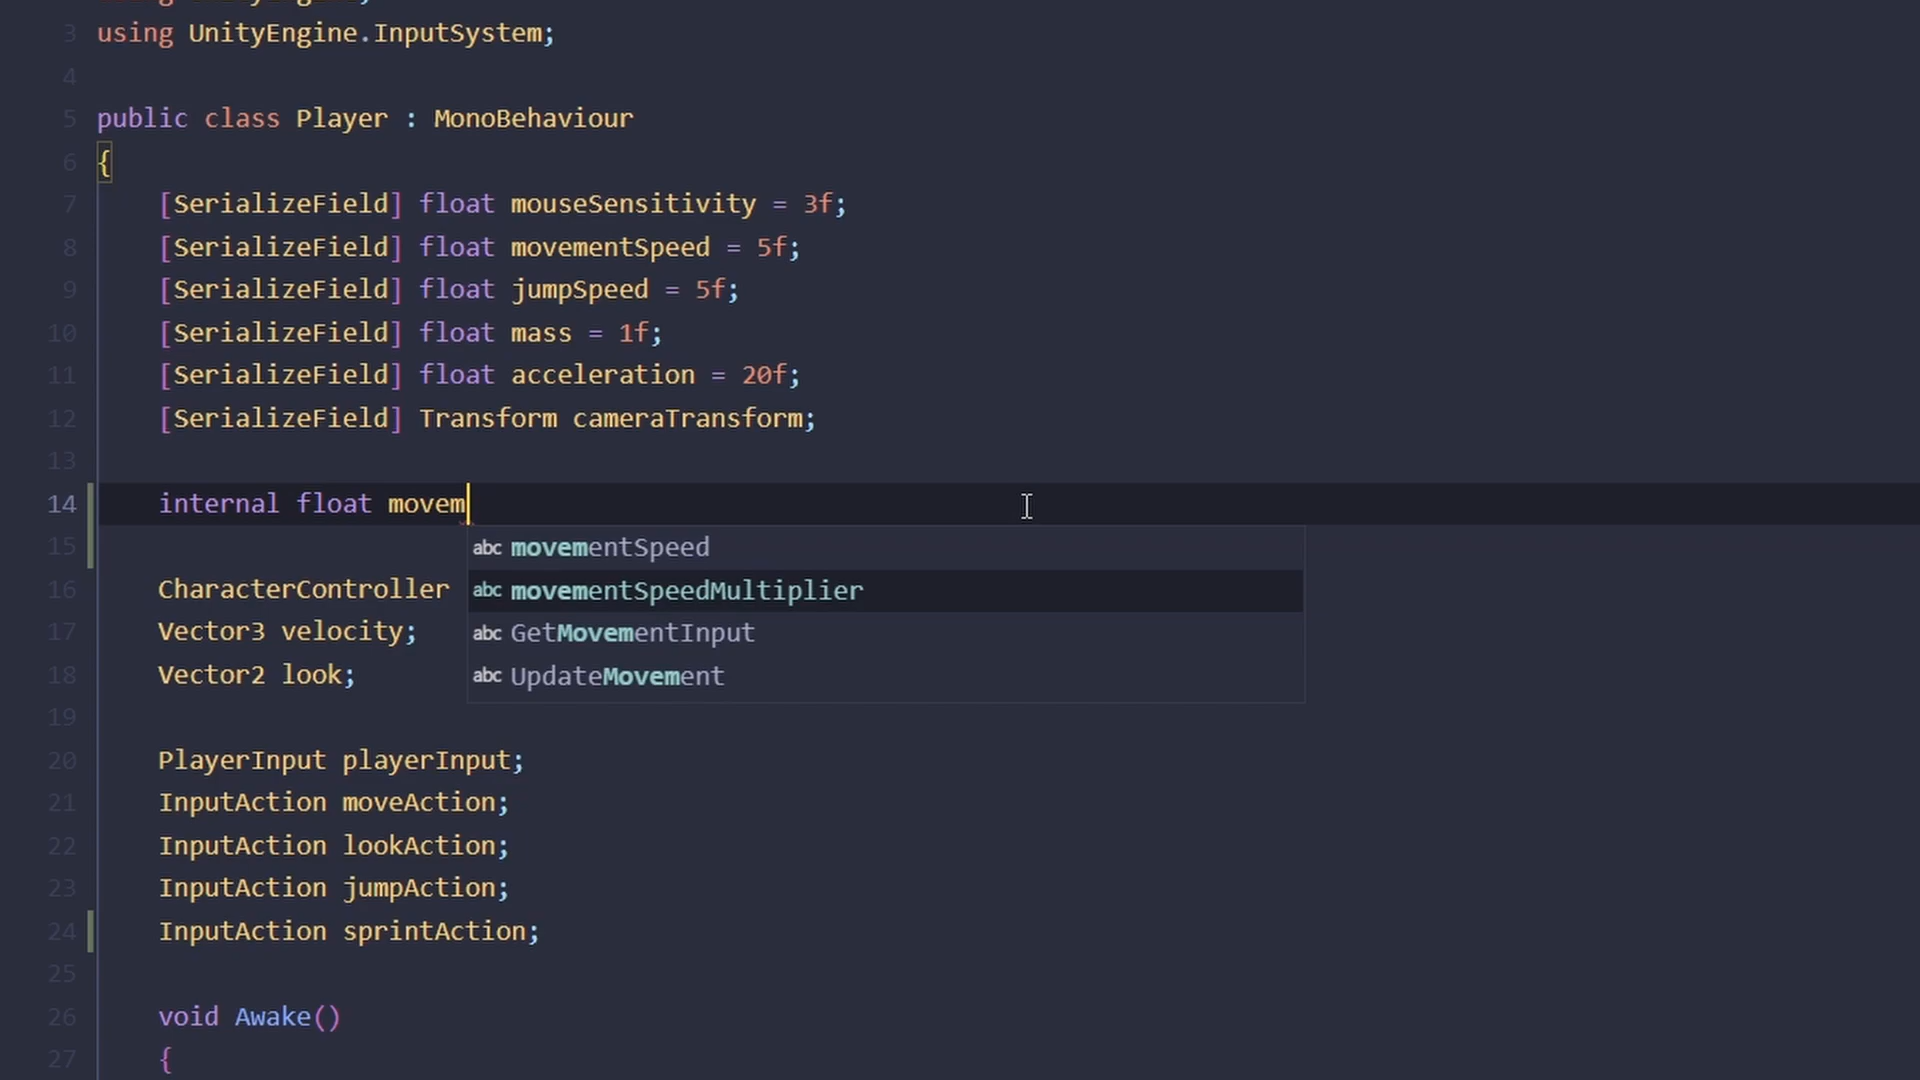 3 using UnityEngine.InputSystem;
4
5 public class Player : MonoBehaviour
6 {
7 [SerializeField] float mouseSensitivity = 3f;
8 [SerializeField] float movementSpeed = 5f;
9 [SerializeField] float jumpSpeed = 5f;
10 [SerializeField] float mass = 1f;
11 [SerializeField] float acceleration = 20f;
12 [SerializeField] Transform cameraTransform;
13
14 internal float movem
15 abc movementSpeed
16 CharacterController abc movementSpeedMultiplier
17 Vector3 velocity; abc GetMovementInput
18 Vector2 look; abc UpdateMovement
19
20 PlayerInput playerInput;
21 InputAction moveAction;
22 InputAction lookAction;
23 InputAction jumpAction;
24 InputAction sprintAction;
25
26 void Awake()
27 {